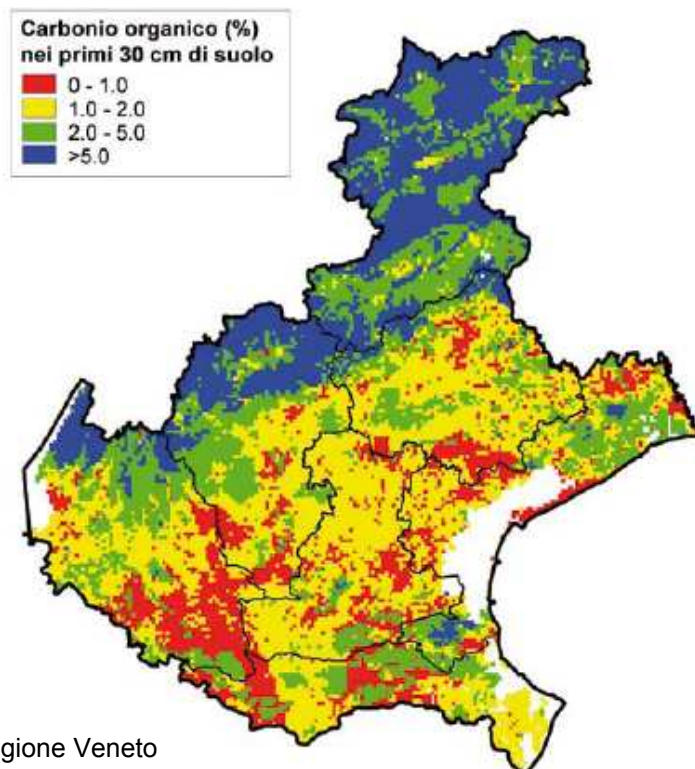 Carbonio organico (%)
nei primi 30 cm di suolo
0 - 1.0
1.0 - 2.0
2.0 - 5.0
>5.0
gione Veneto